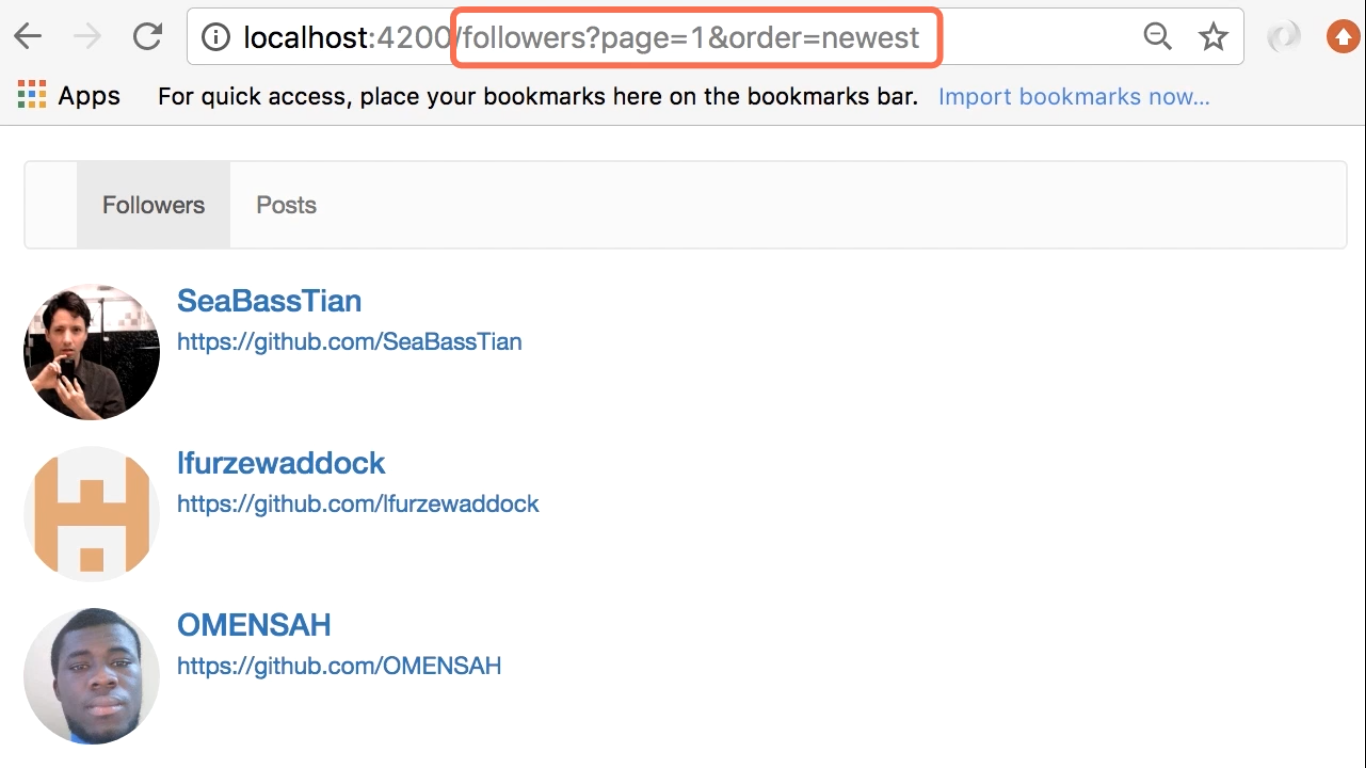 localhost:4200/followers?page=1&order=newest
Apps For quick access, place your bookmarks here on the bookmarks bar. Import bookmarks now...
Followers Posts
SeaBassTian
https://github.com/SeaBassTian
lfurzewaddock
https://github.com/lfurzewaddock
OMENSAH
https://github.com/OMENSAH